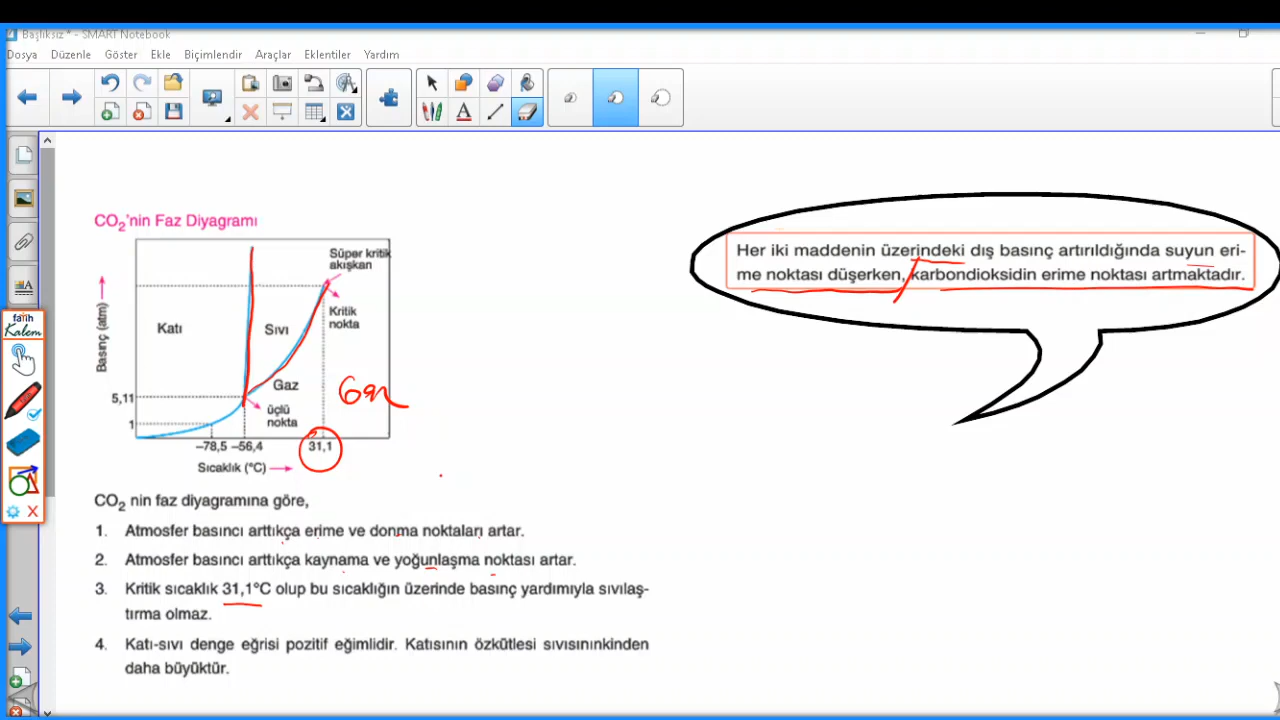 Başlıksız * - SMART Notebook
Dosya Düzenle Göster Ekle Biçimlendir Araçlar Eklentiler Yardım
fatih
Kalem
CO2'nin Faz Diyagramı
Basınç (atm)
Süper kritik
akışkan
Katı
Sıvı
Kritik
nokta
Gaz
Gaz
5,11
üçlü
nokta
1
–78,5 –56,4 31,1
Sıcaklık (°C)
CO2 nin faz diyagramına göre,
1. Atmosfer basıncı arttıkça erime ve donma noktaları artar.
2. Atmosfer basıncı arttıkça kaynama ve yoğunlaşma noktası artar.
3. Kritik sıcaklık 31,1°C olup bu sıcaklığın üzerinde basınç yardımıyla sıvılaş-
tırma olmaz.
4. Katı-sıvı denge eğrisi pozitif eğimlidir. Katısının özkütlesi sıvısınınkinden
daha büyüktür.
Her iki maddenin üzerindeki dış basınç artırıldığında suyun eri-
me noktası düşerken, karbondioksidin erime noktası artmaktadır.